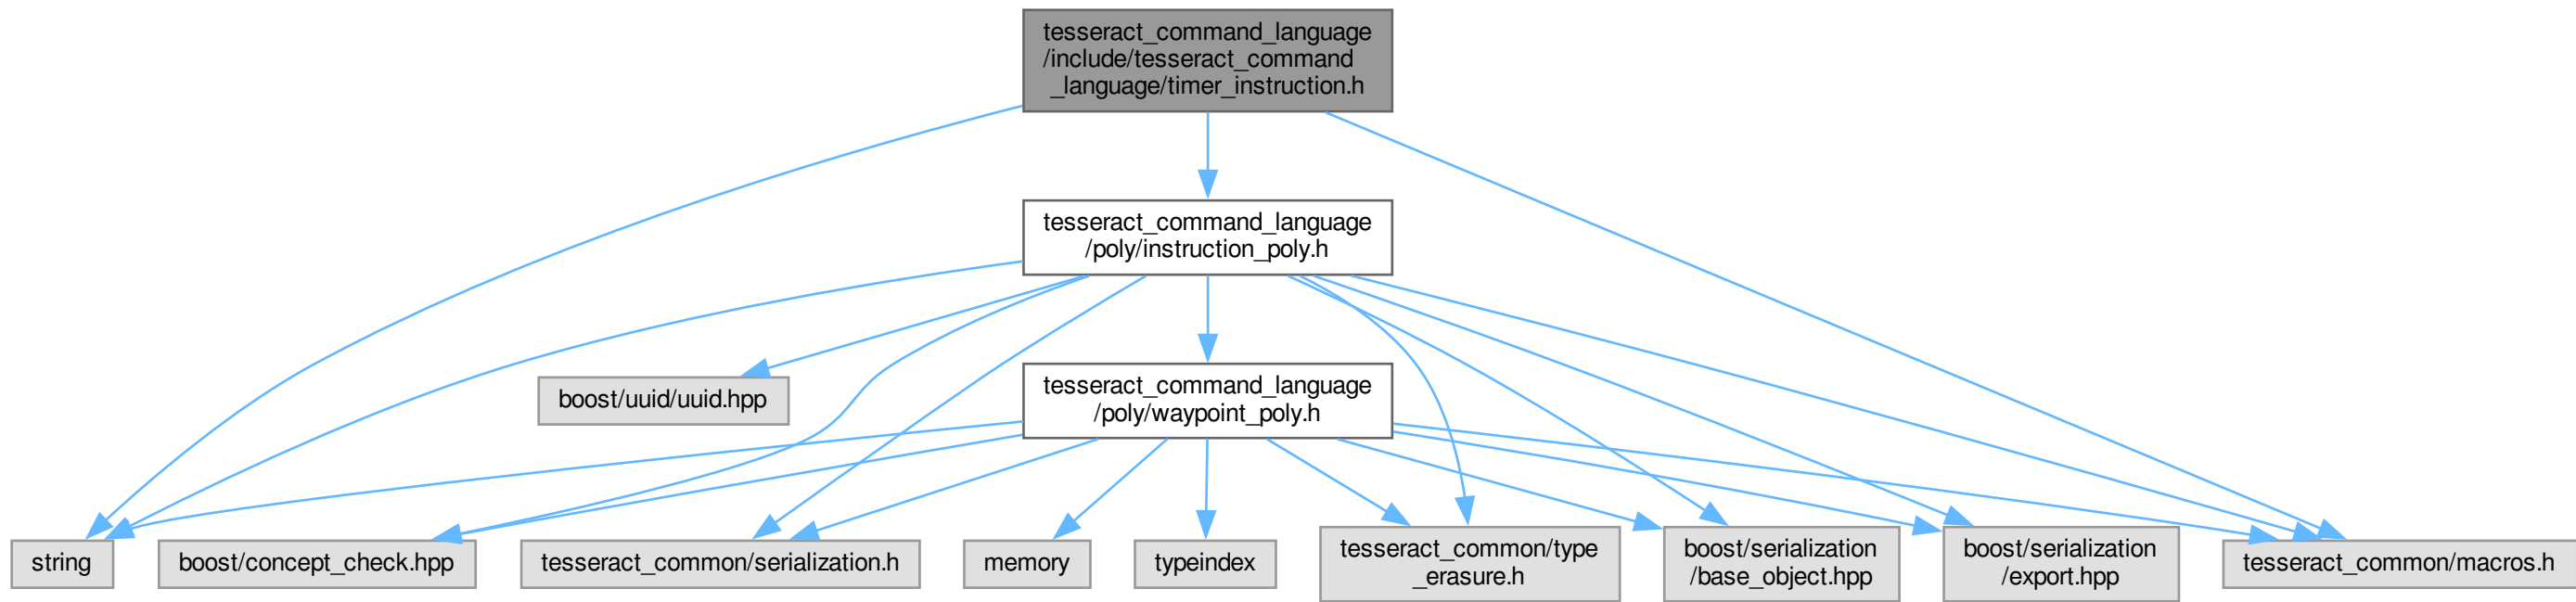 tesseract_command_language
/include/tesseract_command
_language/timer_instruction.h
tesseract_command_language
/poly/instruction_poly.h
boost/uuid/uuid.hpp
tesseract_command_language
/poly/waypoint_poly.h
string
boost/concept_check.hpp
tesseract_common/serialization.h
memory
typeindex
tesseract_common/type
_erasure.h
boost/serialization
/base_object.hpp
boost/serialization
/export.hpp
tesseract_common/macros.h